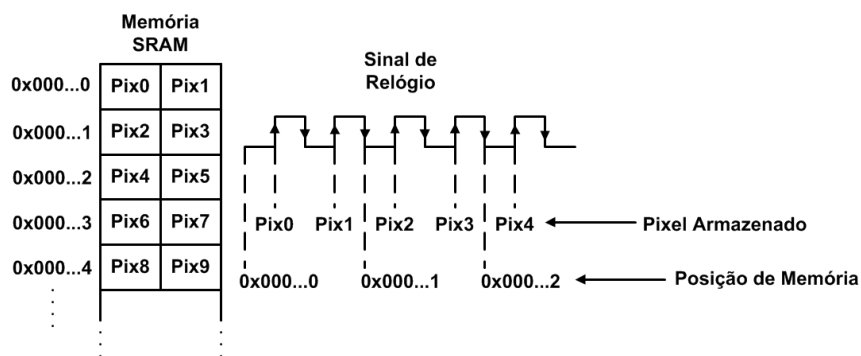 Memória
SRAM
0x000...0 Pix0 Pix1
0x000...1 Pix2 Pix3
0x000...2 Pix4 Pix5
0x000...3 Pix6 Pix7
0x000...4 Pix8 Pix9
Sinal de
Relógio
Pix0 Pix1 Pix2 Pix3 Pix4 Pixel Armazenado
0x000...0 0x000...1 0x000...2 Posição de Memória